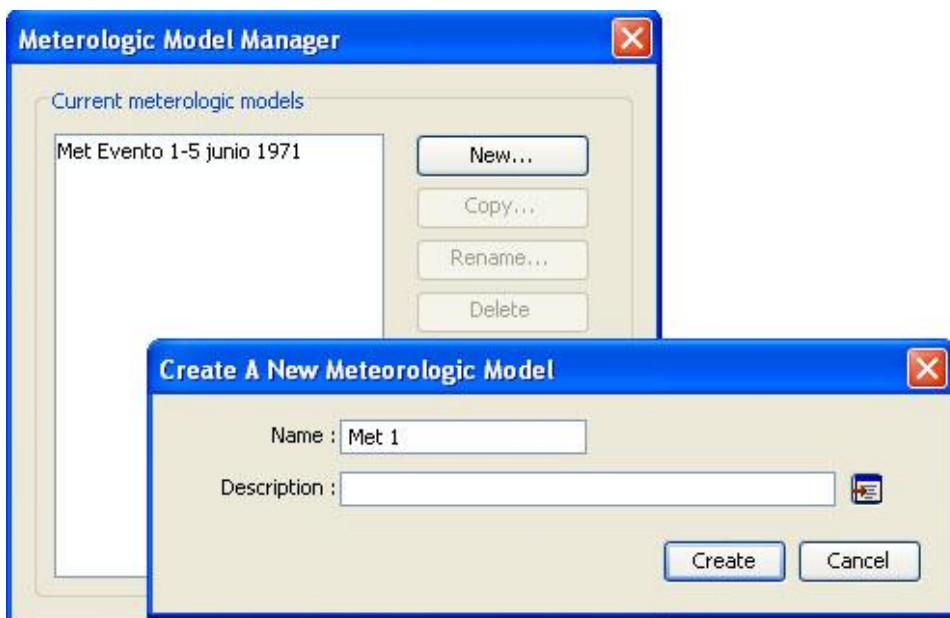 Meterologic Model Manager
Current meterologic models
Met Evento 1-5 junio 1971
New...
Copy...
Rename...
Delete
Create A New Meteorologic Model
Name : Met 1
Description :
Create Cancel